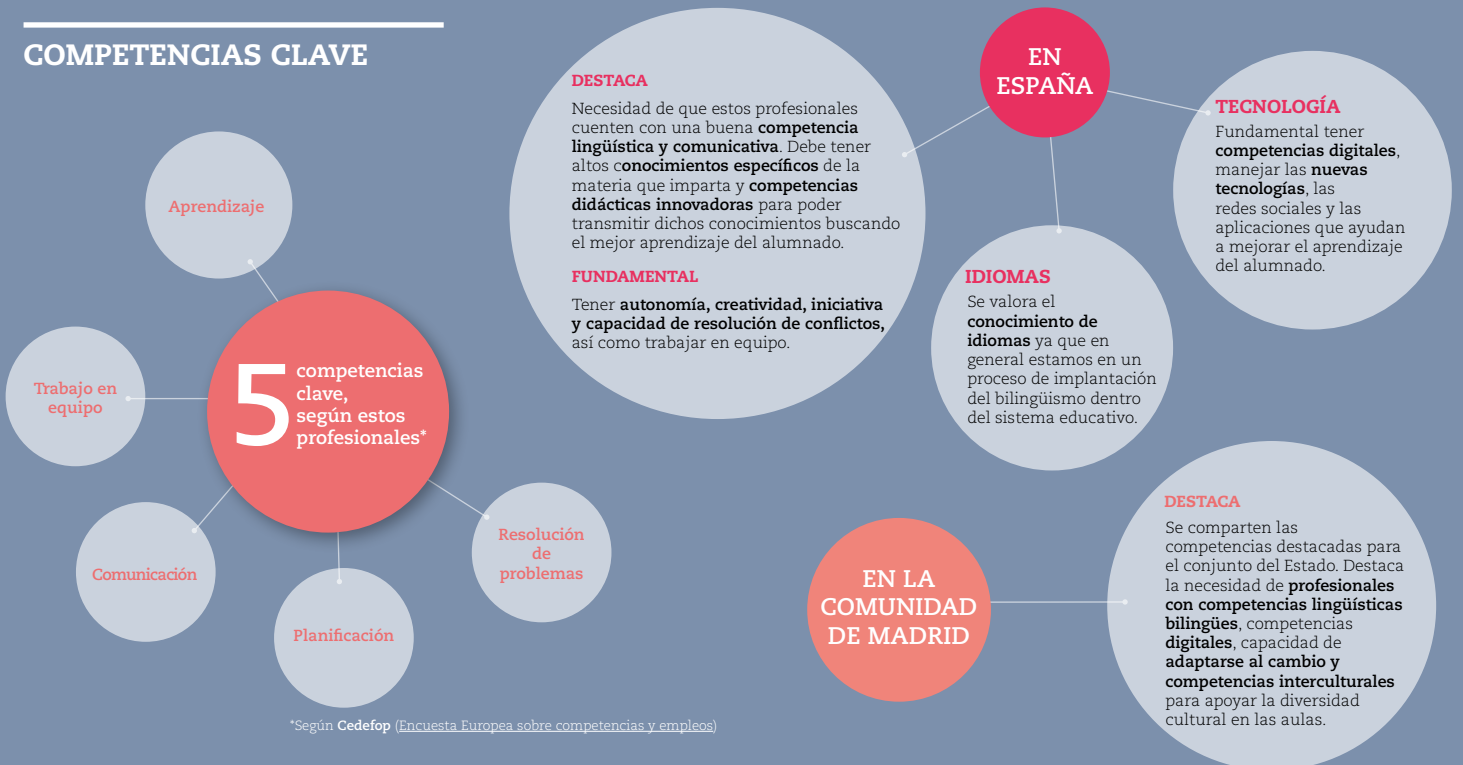 COMPETENCIAS CLAVE
Aprendizaje
Trabajo en
equipo
5
competencias
clave,
según estos
profesionales*
Comunicación
Planificación
Resolución
de
problemas
*Según Cedefop (Encuesta Europea sobre competencias y empleos)
EN
ESPAÑA
DESTACA
Necesidad de que estos profesionales
cuenten con una buena competencia
lingüística y comunicativa. Debe tener
altos conocimientos específicos de la
materia que imparta y competencias
didácticas innovadoras para poder
transmitir dichos conocimientos buscando
el mejor aprendizaje del alumnado.
FUNDAMENTAL
Tener autonomía, creatividad, iniciativa
y capacidad de resolución de conflictos,
así como trabajar en equipo.
IDIOMAS
Se valora el
conocimiento de
idiomas ya que en
general estamos en un
proceso de implantación
del bilingüismo dentro
del sistema educativo.
TECNOLOGÍA
Fundamental tener
competencias digitales,
manejar las nuevas
tecnologías, las
redes sociales y las
aplicaciones que ayudan
a mejorar el aprendizaje
del alumnado.
EN LA
COMUNIDAD
DE MADRID
DESTACA
Se comparten las
competencias destacadas para
el conjunto del Estado. Destaca
la necesidad de profesionales
con competencias lingüísticas
bilingües, competencias
digitales, capacidad de
adaptarse al cambio y
competencias interculturales
para apoyar la diversidad
cultural en las aulas.